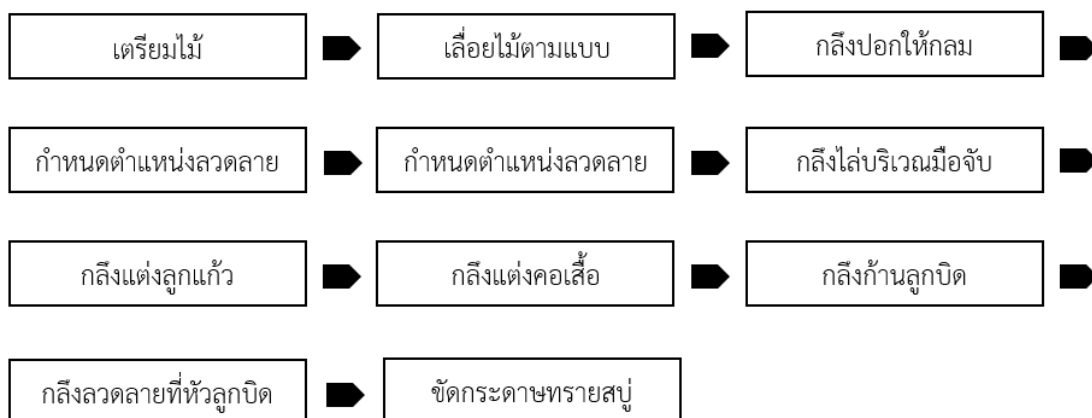 เตรียมไม้
เลื่อยไม้ตามแบบ
กลึงปอกให้กลม
กำหนดตำแหน่งลวดลาย
กำหนดตำแหน่งลวดลาย
กลึงไล่บริเวณมือจับ
กลึงแต่งลูกแก้ว
กลึงแต่งคอเสื้อ
กลึงก้านลูกบิด
กลึงลวดลายที่หัวลูกบิด
ขัดกระดาษทรายสบู่